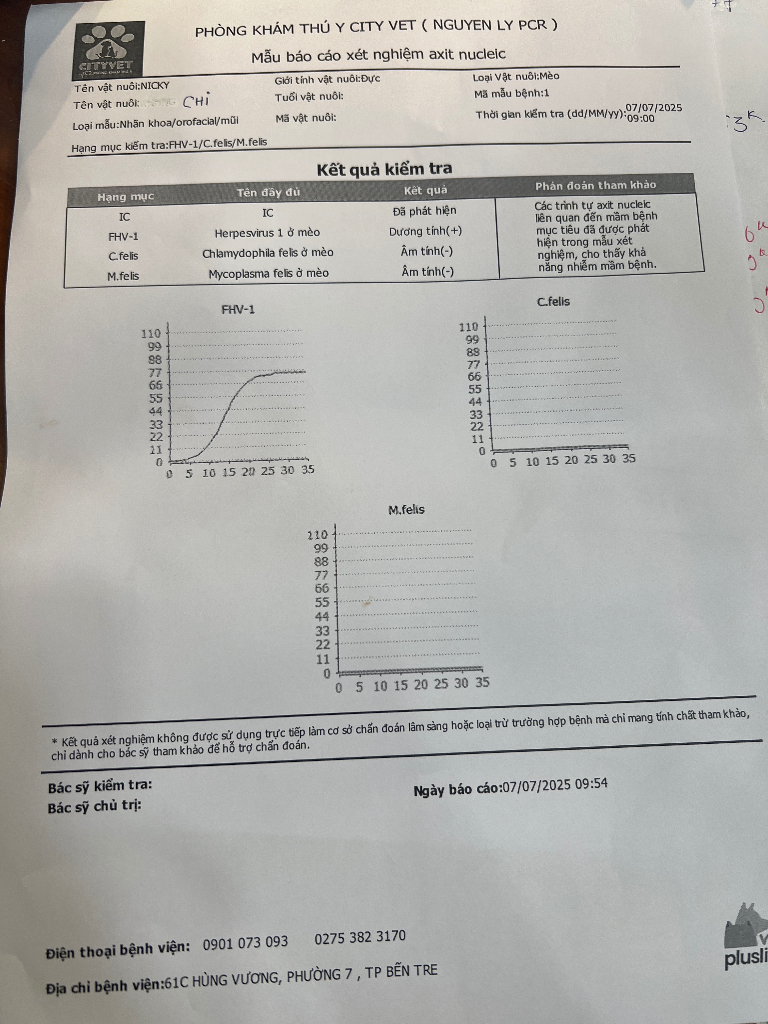 PHÒNG KHÁM THÚ Y CITY VET ( NGUYEN LY PCR )
CITYVET
Mẫu báo cáo xét nghiệm axit nucleic
Tên vật nuôi:NICKY Giới tính vật nuôi:Đực Loại Vật nuôi:Mèo
Tên vật nuôi: CHỈ Tuổi vật nuôi: Mã mẫu bệnh:1
Loại mẫu:Nhãn khoa/orofacial/mũi Mã vật nuôi: Thời gian kiểm tra (dd/MM/yy):07/07/2025 09:00
Hạng mục kiểm tra:FHV-1/C.felis/M.felis
3K
Kết quả kiểm tra
Hạng mục Tên đầy đủ Kết quả Phán đoán tham khảo
IC IC Đã phát hiện
FHV-1 Herpesvirus 1 ở mèo Dương tính(+)
C.felis Chlamydophila felis ở mèo Âm tính(-)
M.felis Mycoplasma felis ở mèo Âm tính(-)
Các trình tự axit nucleic
liên quan đến mầm bệnh
mục tiêu đã được phát
hiện trong mẫu xét
nghiệm, cho thấy khả
năng nhiễm mầm bệnh.
FHV-1
110
99
88
77
66
55
44
33
22
11
0
0 5 10 15 20 25 30 35
C.felis
110
99
88
77
66
55
44
33
22
11
0
0 5 10 15 20 25 30 35
M.felis
110
99
88
77
66
55
44
33
22
11
0
0 5 10 15 20 25 30 35
* Kết quả xét nghiệm không được sử dụng trực tiếp làm cơ sở chẩn đoán lâm sàng hoặc loại trừ trường hợp bệnh mà chỉ mang tính chất tham khảo,
chỉ dành cho bác sỹ tham khảo để hỗ trợ chẩn đoán.
Bác sỹ kiểm tra:
Bác sỹ chủ trị:
Ngày báo cáo:07/07/2025 09:54
Điện thoại bệnh viện: 0901 073 093 0275 382 3170
Địa chỉ bệnh viện:61C HÙNG VƯƠNG, PHƯỜNG 7 , TP BẾN TRE
plusli